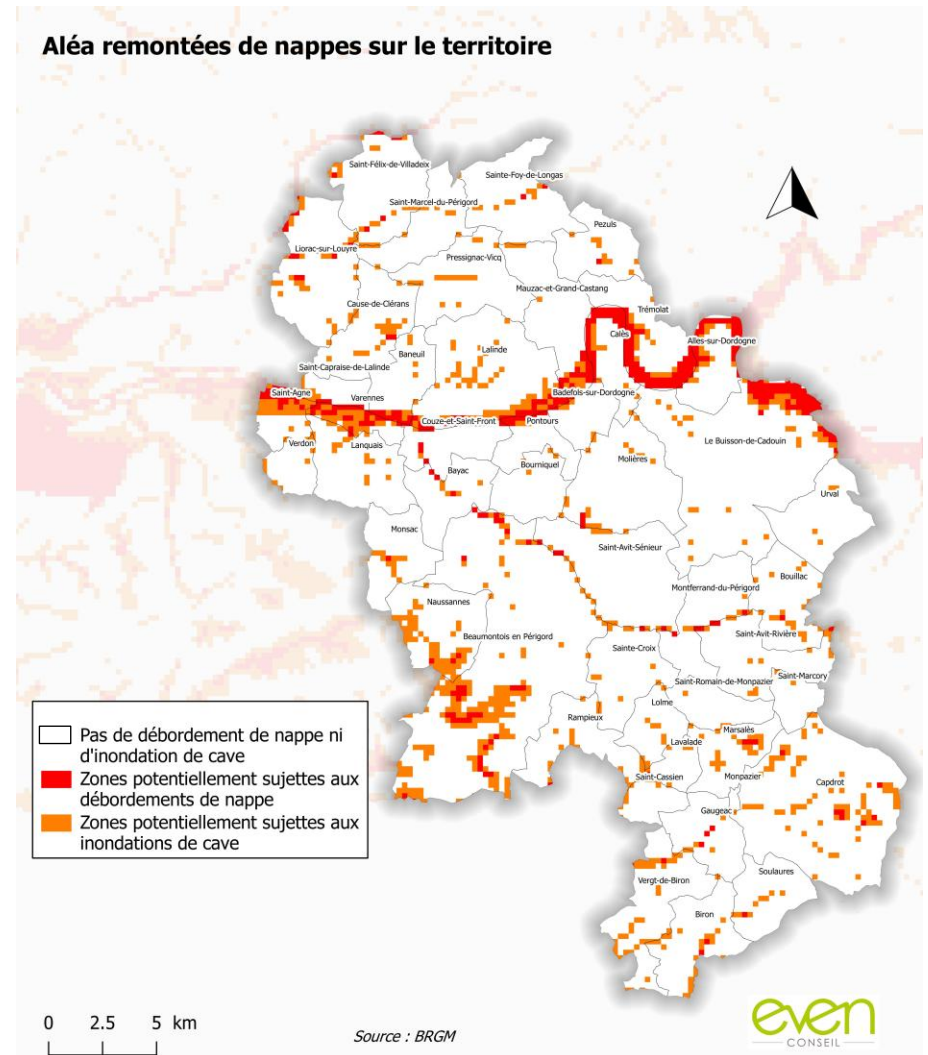 Aléa remontées de nappes sur le territoire
Saint-Félix-de-Villadeix
Sainte-Foy-de-Longas
Saint-Marcel-du-Périgord
Pezuls
Liorac-sur-Louyre
Pressignac-Vicq
Mauzac-et-Grand-Castang
Cause-de-Clérans
Trémolat
Calès
Alles-sur-Dordogne
Baneuil
Lalinde
Saint-Capraise-de-Lalinde
Saint-Agne
Varennes
Badefols-sur-Dordogne
Couze-et-Saint-Front
Pontours
Verdon
Lanquais
Le Buisson-de-Cadouin
Bayac
Bourniquel
Molières
Urval
Monsac
Saint-Avit-Sénieur
Montferrand-du-Périgord
Bouillac
Naussannes
Beaumontois en Périgord
Saint-Avit-Rivière
Sainte-Croix
Saint-Romain-de-Monpazier
Saint-Marcory
Lolme
Rampieux
Marsalès
Lavalade
Saint-Cassien
Monpazier
Capdrot
Gaugeac
Soulaures
Vergt-de-Biron
Biron
Pas de débordement de nappe ni
d'inondation de cave
Zones potentiellement sujettes aux
débordements de nappe
Zones potentiellement sujettes aux
inondations de cave
0 2.5 5 km
Source : BRGM
even
CONSEIL